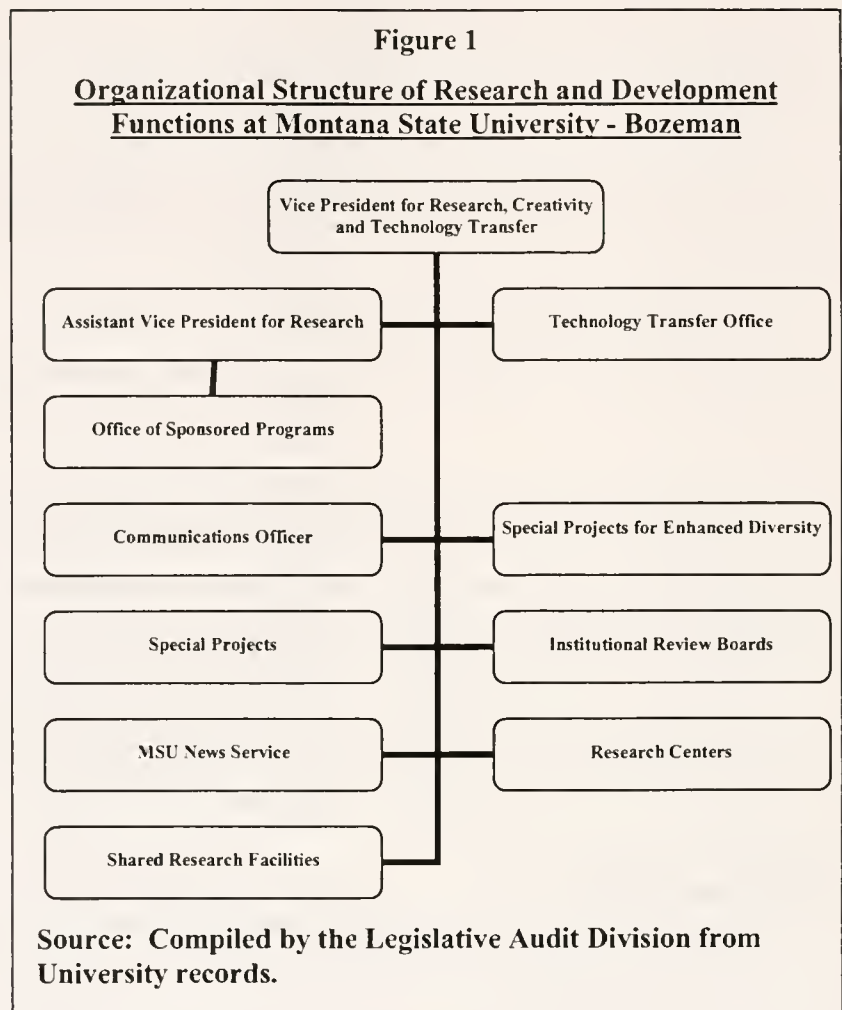 Figure 1
Organizational Structure of Research and Development
Functions at Montana State University - Bozeman
Vice President for Research, Creativity
and Technology Transfer
Assistant Vice President for Research
Technology Transfer Office
Office of Sponsored Programs
Communications Officer
Special Projects for Enhanced Diversity
Special Projects
Institutional Review Boards
MSU News Service
Research Centers
Shared Research Facilities
Source: Compiled by the Legislative Audit Division from
University records.